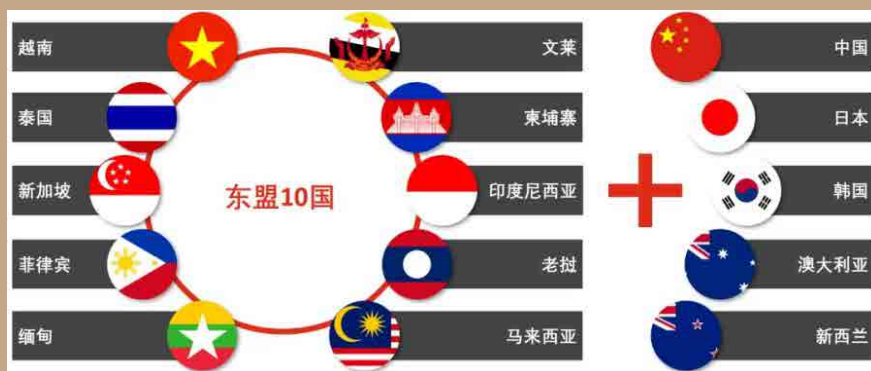 越南
文莱
中国
泰国
柬埔寨
日本
新加坡
东盟10国
印度尼西亚
韩国
菲律宾
老挝
澳大利亚
缅甸
马来西亚
新西兰